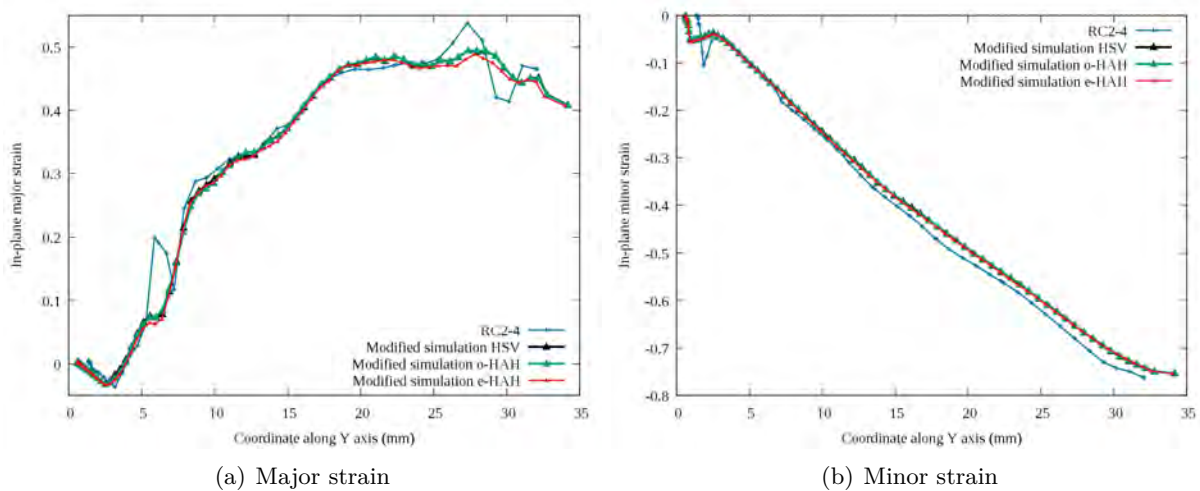 0.5
0.4
0.3
0.2
0.1
0
In-plane major strain
RC2-4
Modified simulation HSV
Modified simulation o-HAH
Modified simulation e-HAH
0 5 10 15 20 25 30 35
Coordinate along Y axis (mm)
(a) Major strain
-0
-0.1
-0.2
-0.3
-0.4
-0.5
-0.6
-0.7
-0.8
In-plane minor strain
RC2-4
Modified simulation HSV
Modified simulation o-HAH
Modified simulation e-HAH
0 5 10 15 20 25 30 35
Coordinate along Y axis (mm)
(b) Minor strain